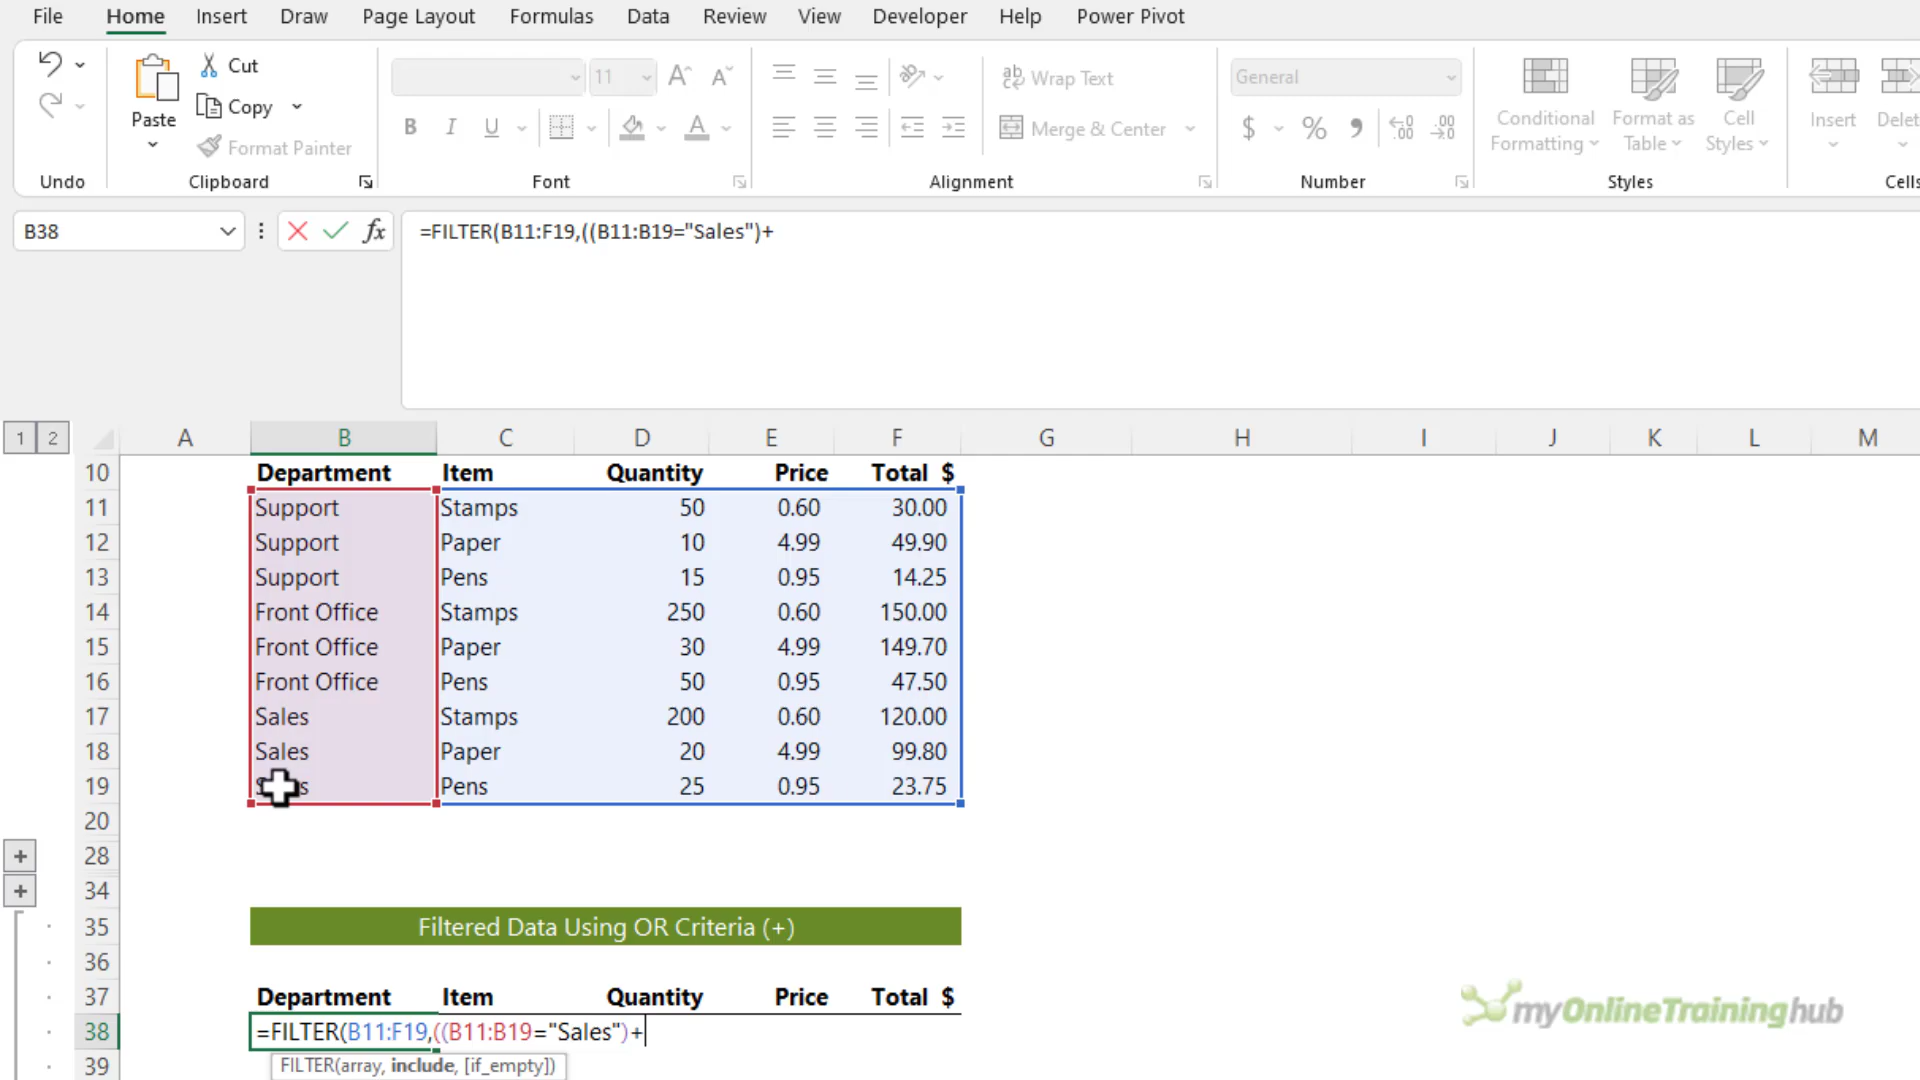 File Home Insert Draw Page Layout Formulas Data Review View Developer Help Power Pivot
Cut
Copy
Paste
Format Painter
Undo Clipboard
11
B I U
Font
ab Wrap Text
Merge & Center
Alignment
General
$ % 9 .00 .00
Number
Conditional Formatting
Format as Table
Cell Styles
Styles
Insert Delet
Cells
B38 fx =FILTER(B11:F19,((B11:B19="Sales")+
1 2 A B C D E F G H I J K L M
10 Department Item Quantity Price Total $
11 Support Stamps 50 0.60 30.00
12 Support Paper 10 4.99 49.90
13 Support Pens 15 0.95 14.25
14 Front Office Stamps 250 0.60 150.00
15 Front Office Paper 30 4.99 149.70
16 Front Office Pens 50 0.95 47.50
17 Sales Stamps 200 0.60 120.00
18 Sales Paper 20 4.99 99.80
19 Pens 25 0.95 23.75
20
28
34
35 Filtered Data Using OR Criteria (+)
36
37 Department Item Quantity Price Total $
38 =FILTER(B11:F19,((B11:B19="Sales")+
39 FILTER(array, include, [if_empty])
myOnlineTraininghub